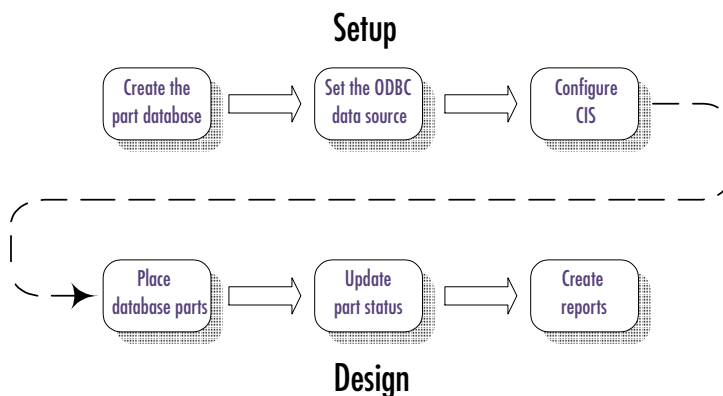 Setup
Create the
part database
Set the ODBC
data source
Configure
CIS
Place
database parts
Update
part status
Create
reports
Design